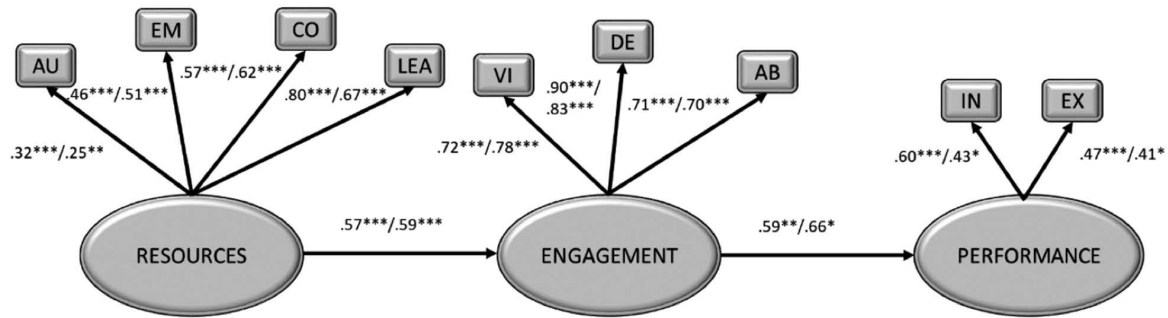 EM
CO
DE
AU
LEA
VI
AB
.46***/.51***
.57***/.62***
.80***/.67***
.90***/
.83***
.71***/.70***
IN
EX
.32***/.25**
.72***/.78***
.60***/.43*
.47***/.41*
.57***/.59***
.59**/.66*
RESOURCES
ENGAGEMENT
PERFORMANCE